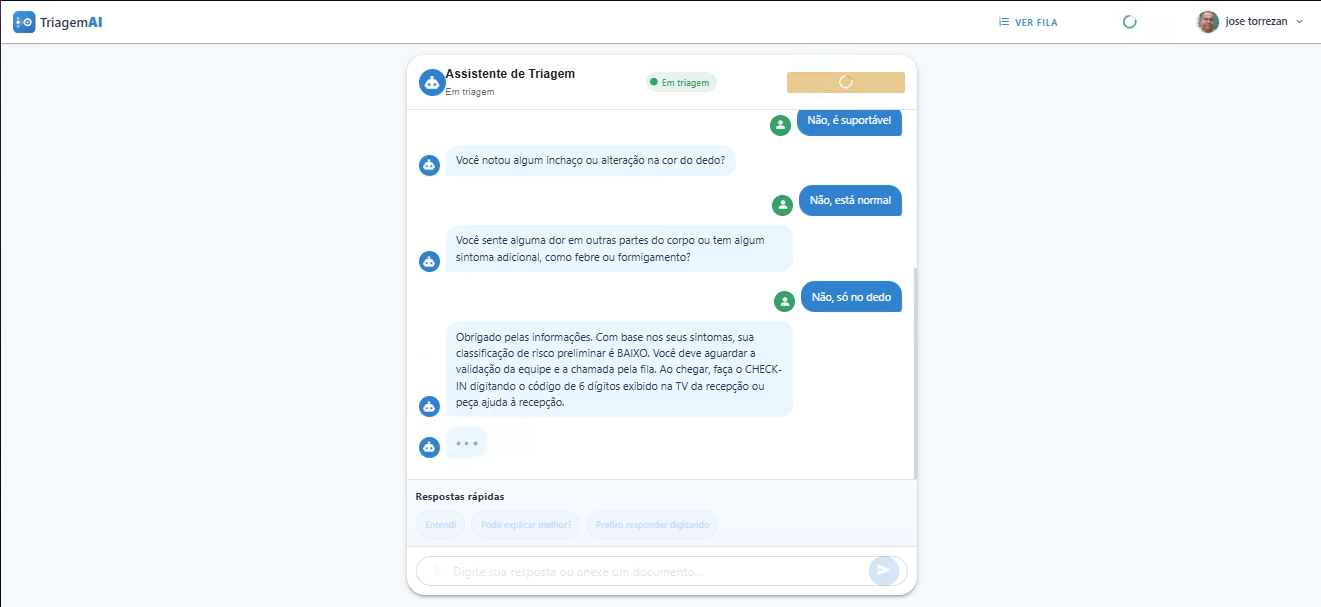 TriagemAI
VER FILA
jose torrezan
Assistente de Triagem
Em triagem
Em triagem
Não, é suportável
Você notou algum inchaço ou alteração na cor do dedo?
Não, está normal
Você sente alguma dor em outras partes do corpo ou tem algum
sintoma adicional, como febre ou formigamento?
Não, só no dedo
Obrigado pelas informações. Com base nos seus sintomas, sua
classificação de risco preliminar é BAIXO. Você deve aguardar a
validação da equipe e a chamada pela fila. Ao chegar, faça o CHECK-
IN digitando o código de 6 dígitos exibido na TV da recepção ou
peça ajuda à recepção.
Respostas rápidas
Entendi
Pode explicar melhor?
Prefiro responder digitando
Digite sua resposta ou anexe um documento...